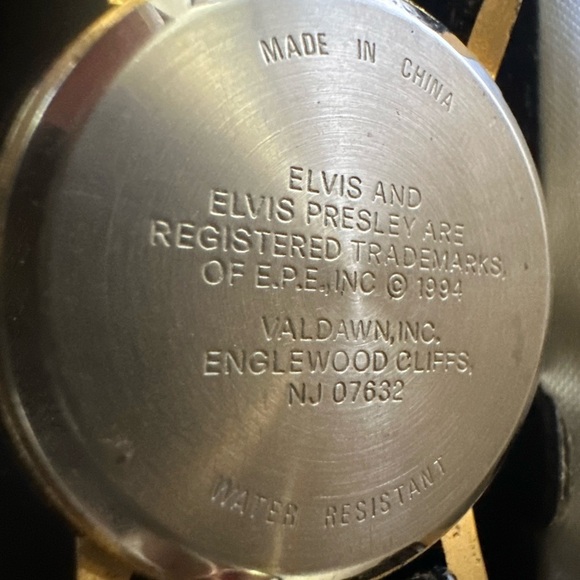 MADE IN CHINA
ELVIS AND
ELVIS PRESLEY ARE
REGISTERED TRADEMARKS,
OF E.P.E., INC © 1994
VALDAWN, INC.
ENGLEWOOD CLIFFS,
NJ 07632
WATER RESISTANT